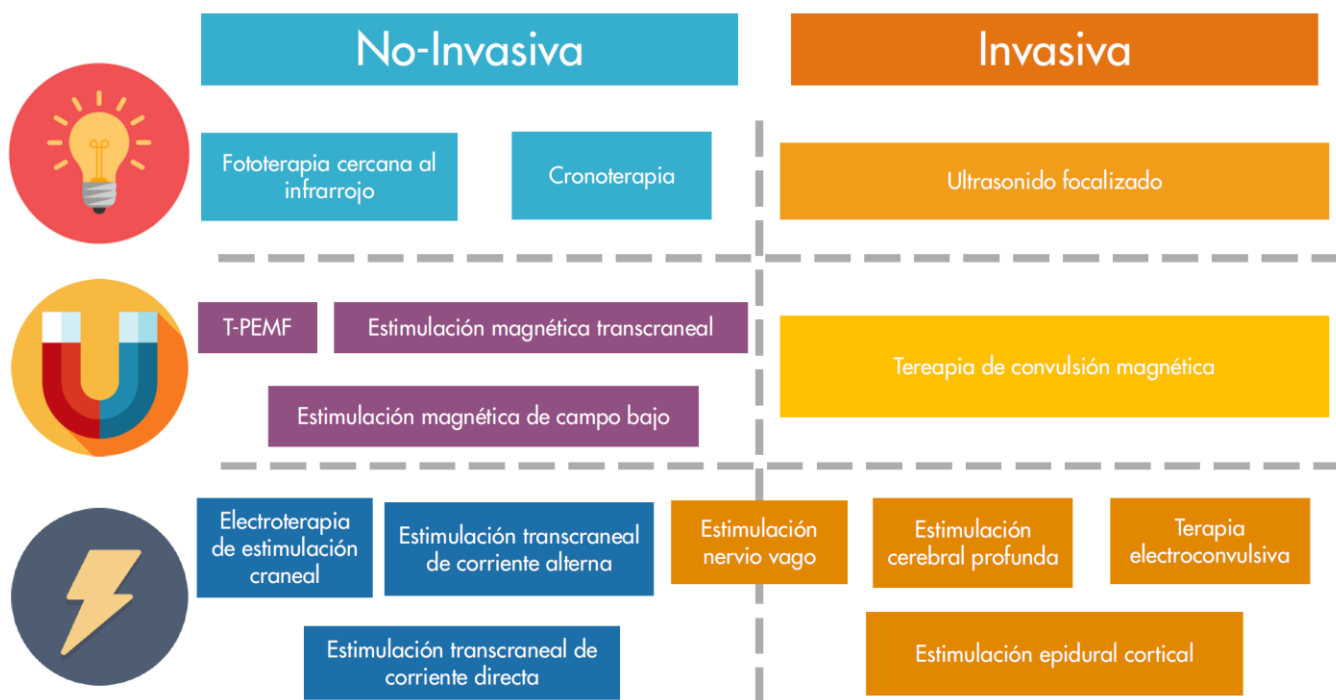 No-Invasiva
Invasiva
Fototerapia cercana al
infrarrojo
Cronoterapia
Ultrasonido focalizado
T-PEMF
Estimulación magnética transcraneal
Tereapia de convulsión magnética
Estimulación magnética de campo bajo
Electroterapia
de estimulación
craneal
Estimulación transcraneal
de corriente alterna
Estimulación
nervio vago
Estimulación
cerebral profunda
Terapia
electroconvulsiva
Estimulación transcraneal de
corriente directa
Estimulación epidural cortical